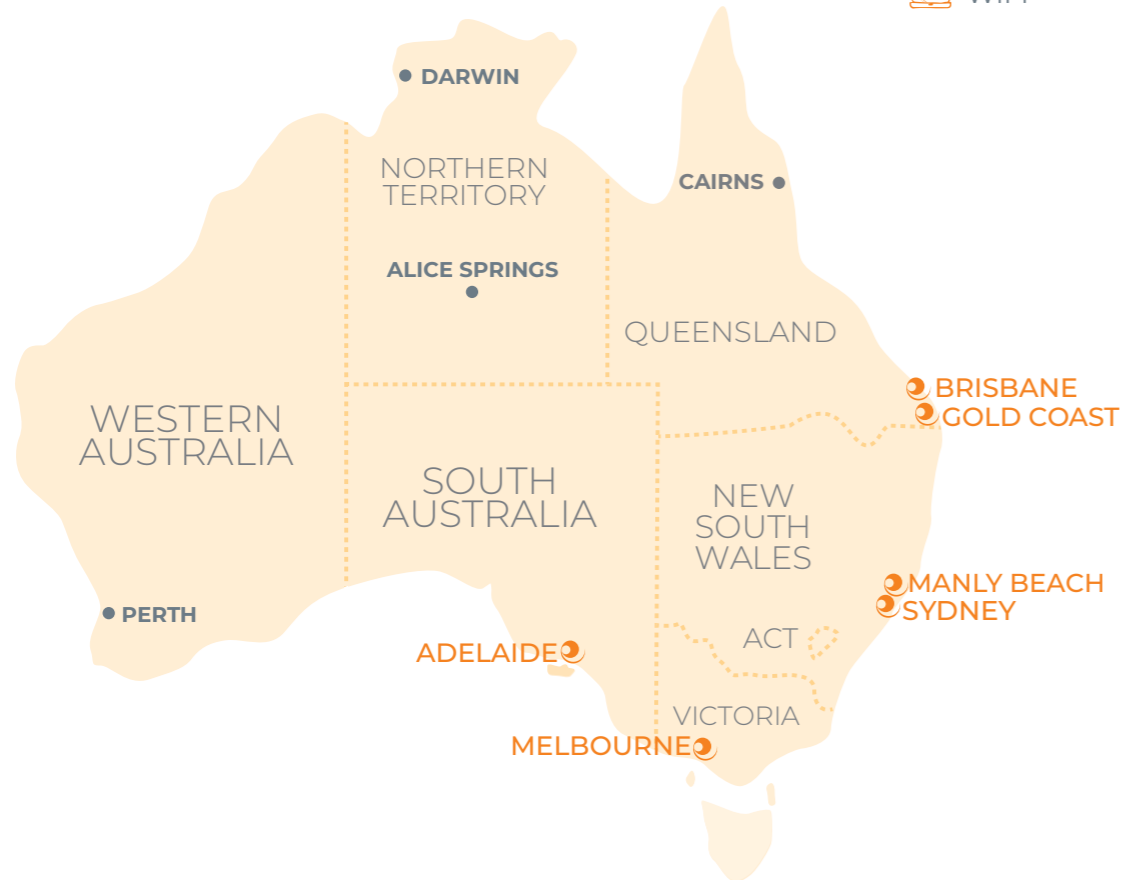 DARWIN
NORTHERN
TERRITORY
CAIRNS
ALICE SPRINGS
QUEENSLAND
BRISBANE
GOLD COAST
WESTERN
AUSTRALIA
SOUTH
AUSTRALIA
NEW
SOUTH
WALES
MANLY BEACH
SYDNEY
PERTH
ACT
ADELAIDE
VICTORIA
MELBOURNE